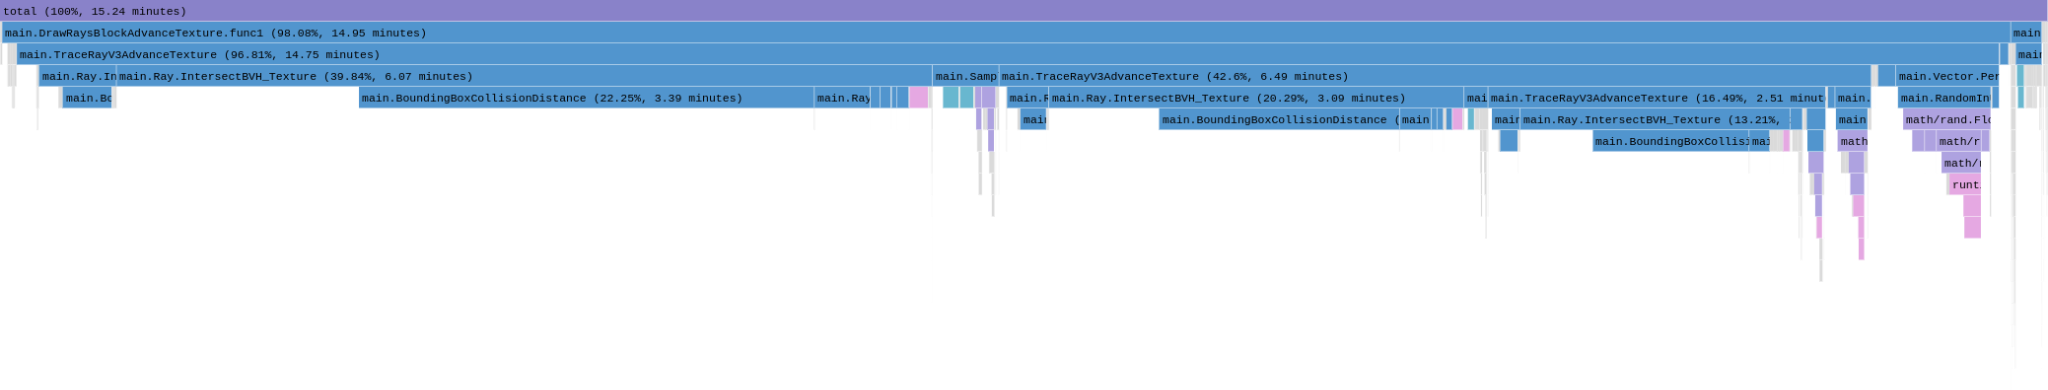 total (100%, 15.24 minutes)
main.DrawRaysBlockAdvanceTexture.func1 (98.08%, 14.95 minutes) main
main.TraceRayV3AdvanceTexture (96.81%, 14.75 minutes) mai
main.Ray.In main.Ray.IntersectBVH_Texture (39.84%, 6.07 minutes) main.Samp main.TraceRayV3AdvanceTexture (42.6%, 6.49 minutes) main.Vector.Per
main.Bo main.BoundingBoxCollisionDistance (22.25%, 3.39 minutes) main.Ray main.R main.Ray.IntersectBVH_Texture (20.29%, 3.09 minutes) mai main.TraceRayV3AdvanceTexture (16.49%, 2.51 minut main. main.RandomIn
mai main.BoundingBoxCollisionDistance ( main mair main.Ray.IntersectBVH_Texture (13.21%, main math/rand.Flo
main.BoundingBoxCollis mai math math/r
math/r
runt